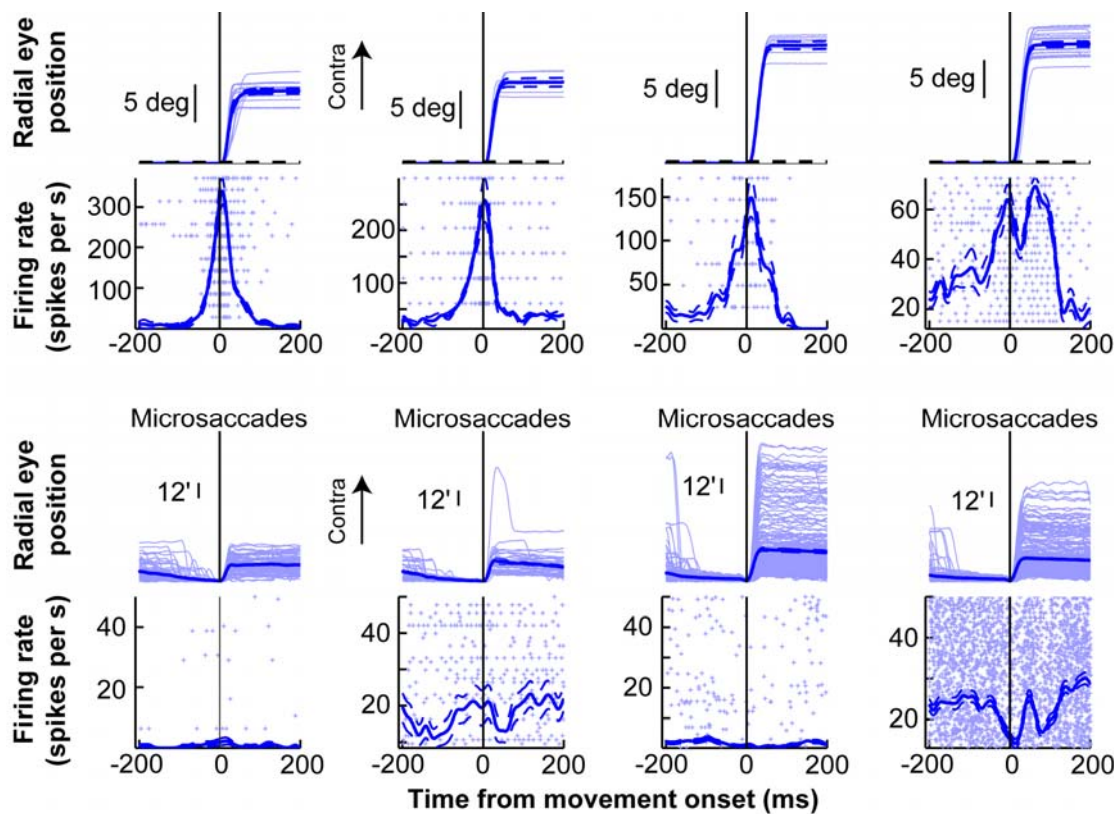 Radial eye position
5 deg
Contra
5 deg
5 deg
5 deg
Firing rate (spikes per s)
300
200
100
-200 0 200
200
100
-200 0 200
150
100
50
-200 0 200
60
40
20
-200 0 200
Microsaccades Microsaccades Microsaccades Microsaccades
Radial eye position
12'
Contra
12'
12'
12'
Firing rate (spikes per s)
40
20
-200 0 200
40
20
-200 0 200
40
20
-200 0 200
40
20
-200 0 200
Time from movement onset (ms)